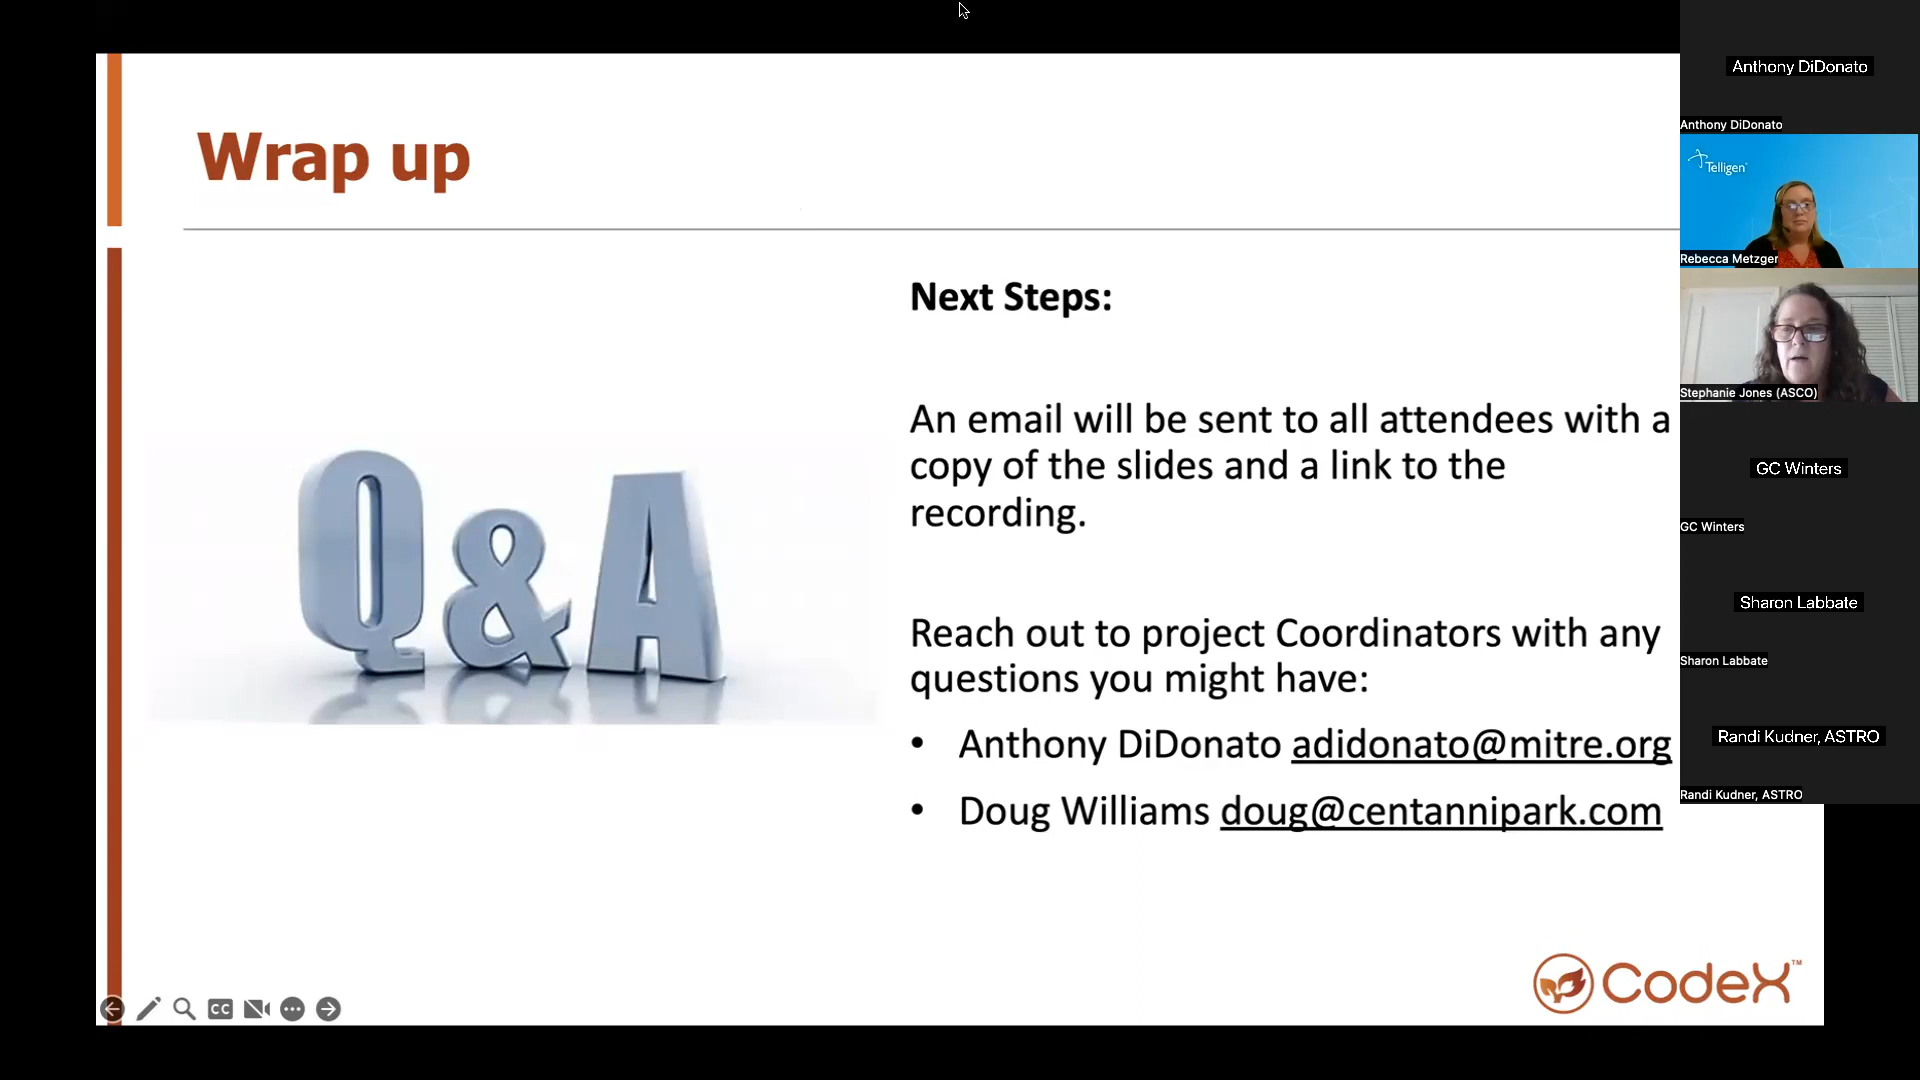 Wrap up
Next Steps:
An email will be sent to all attendees with a
copy of the slides and a link to the
recording.
Reach out to project Coordinators with any
questions you might have:
• Anthony DiDonato adidonato@mitre.org
• Doug Williams doug@centannipark.com
Q&A
CodeX™
CC
Anthony DiDonato
Anthony DiDonato
Telligen
Rebecca Metzger
Stephanie Jones (ASCO)
GC Winters
GC Winters
Sharon Labbate
Sharon Labbate
Randi Kudner, ASTRO
Randi Kudner, ASTRO